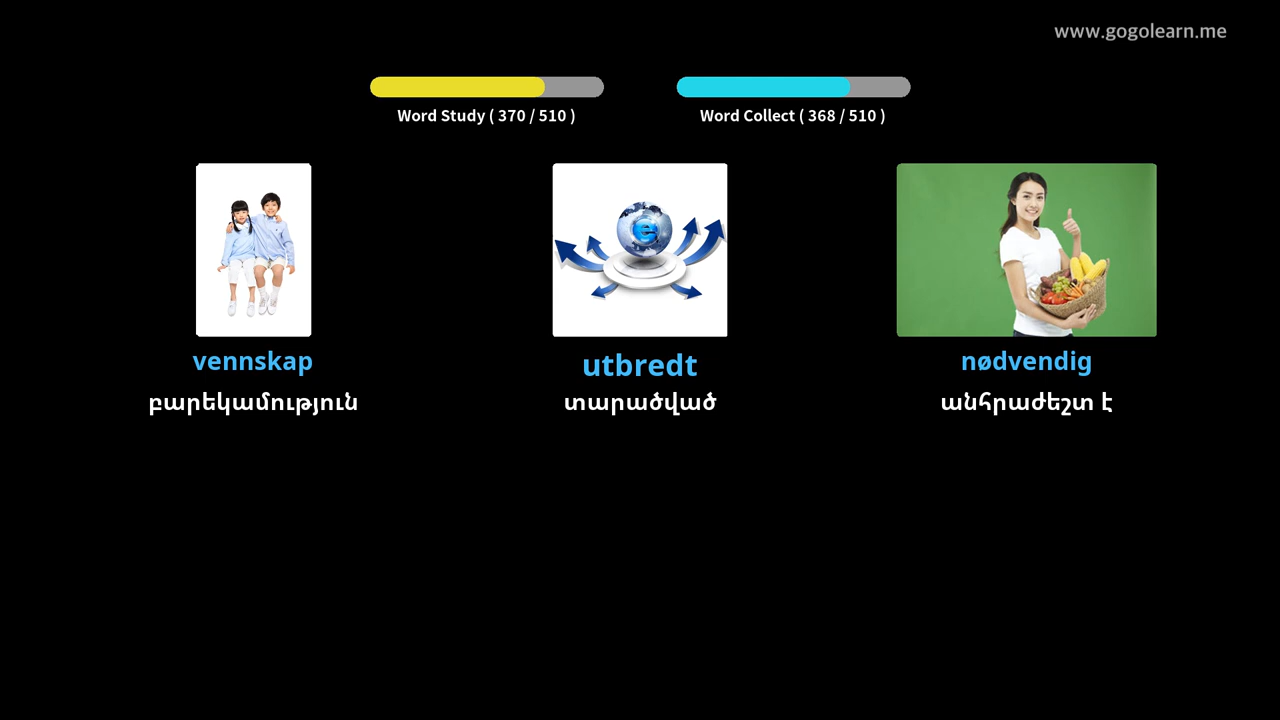 www.gogolearn.me
Word Study ( 370 / 510 )
Word Collect ( 368 / 510 )
e
vennskap
utbredt
nødvendig
բարեկամություն
տարածված
անհրաժեշտ է